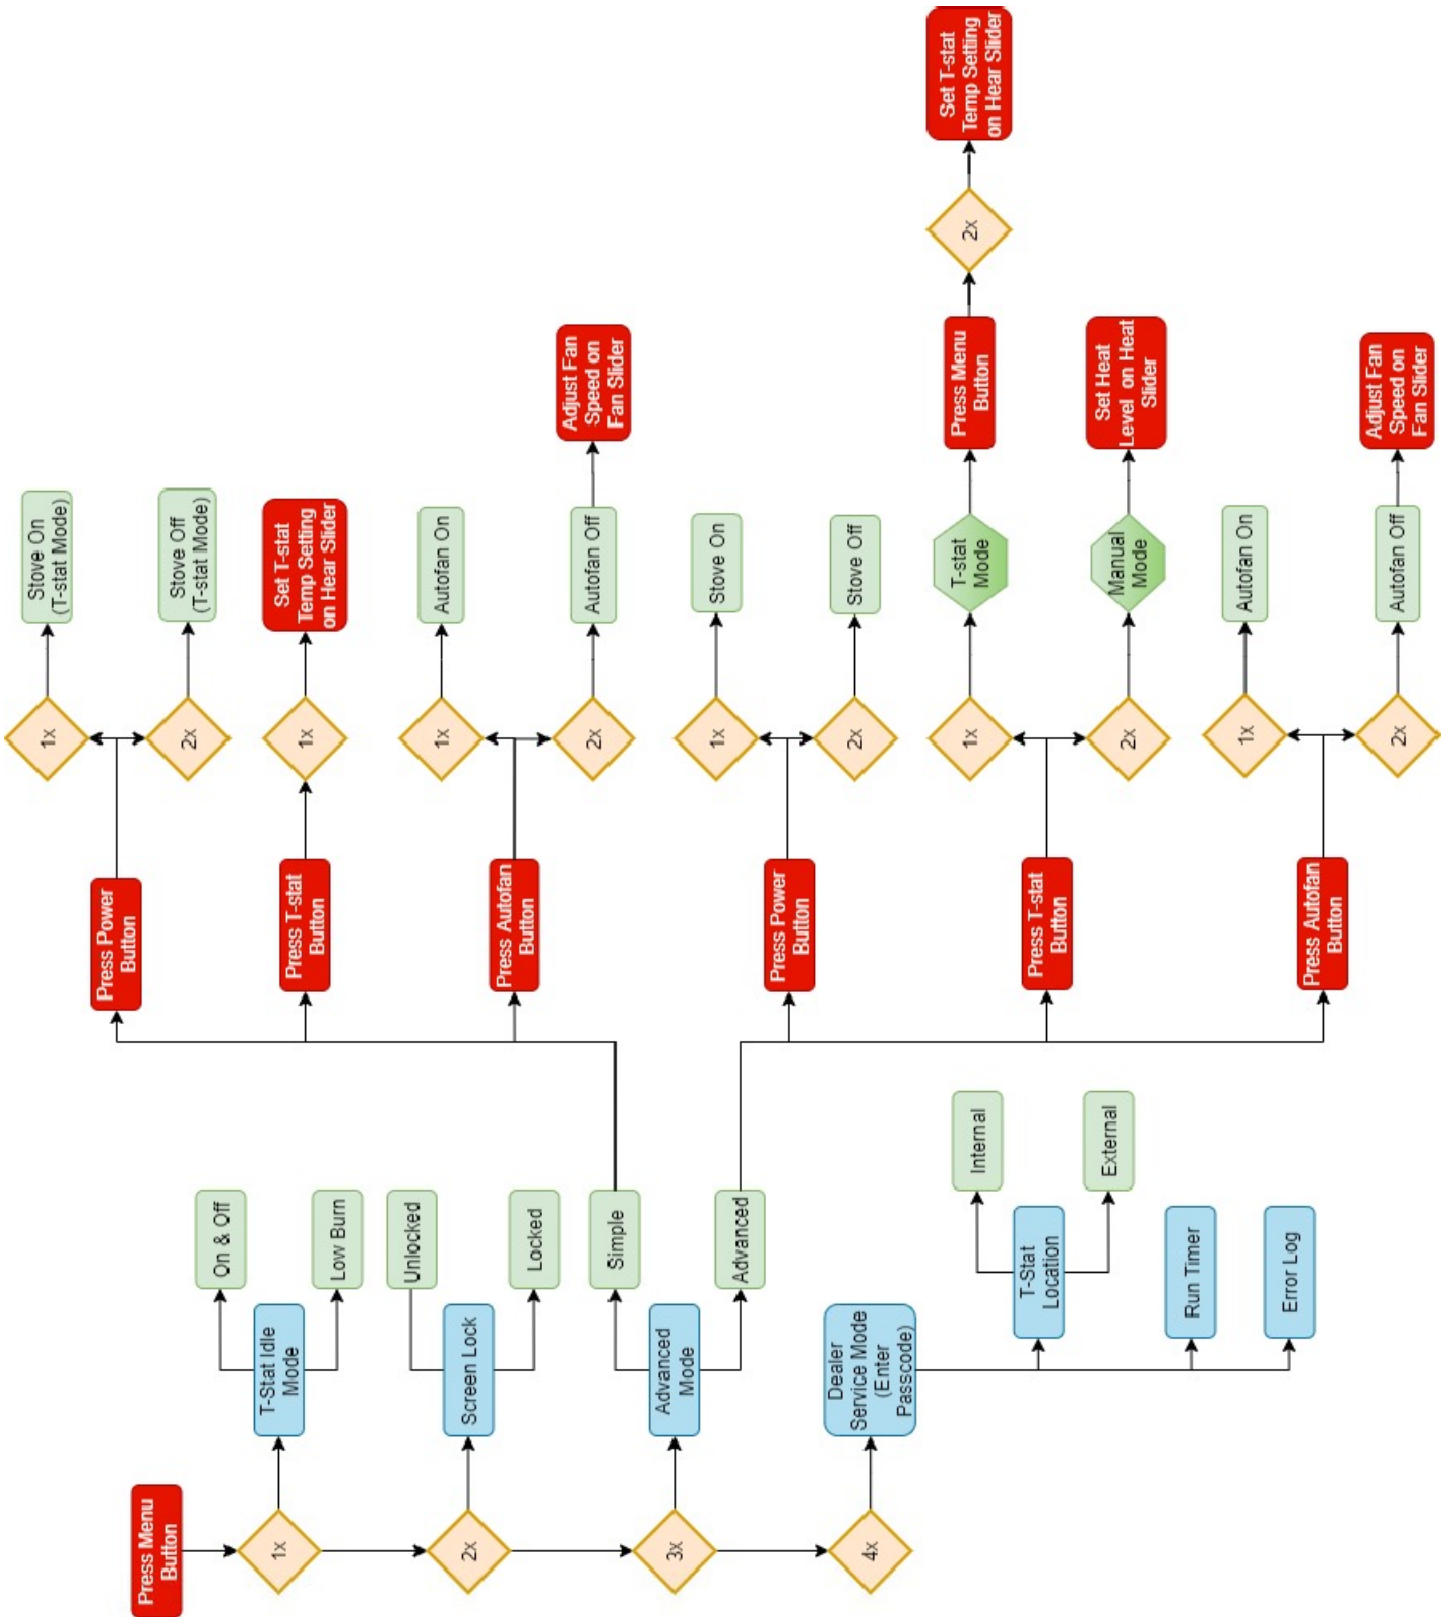 Press Menu
Button
1x
T-Stat Idle
Mode
On & Off
Low Burn
2x
Screen Lock
Unlocked
Locked
3x
Advanced
Mode
Simple
Advanced
4x
Dealer
Service Mode
(Enter
Passcode)
T-Stat
Location
Internal
External
Run Timer
Error Log
Press Power
Button
1x
Stove On
(T-stat Mode)
2x
Stove Off
(T-stat Mode)
Press T-stat
Button
1x
Set T-stat
Temp Setting
on Hear Slider
Press Autofan
Button
1x
Autofan On
2x
Autofan Off
Adjust Fan
Speed on
Fan Slider
Press Power
Button
1x
Stove On
2x
Stove Off
Press T-stat
Button
1x
T-stat
Mode
Press Menu
Button
2x
Set T-stat
Temp Setting
on Hear Slider
2x
Manual
Mode
Set Heat
Level on Heat
Slider
Press Autofan
Button
1x
Autofan On
2x
Autofan Off
Adjust Fan
Speed on
Fan Slider